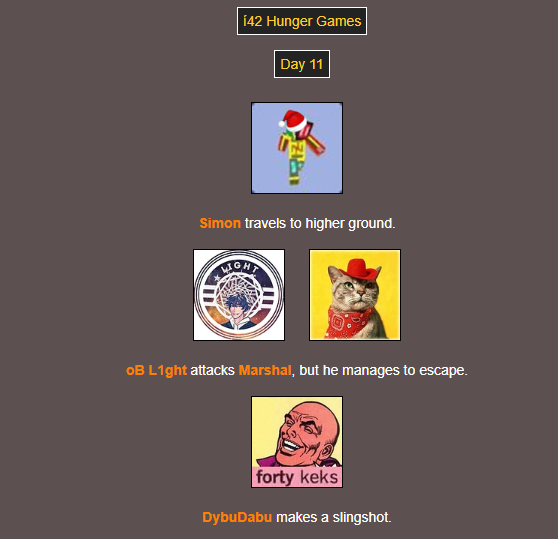 í42 Hunger Games
Day 11
Simon travels to higher ground.
LIGHT
oB L1ght attacks Marshal, but he manages to escape.
forty keks
DybuDabu makes a slingshot.